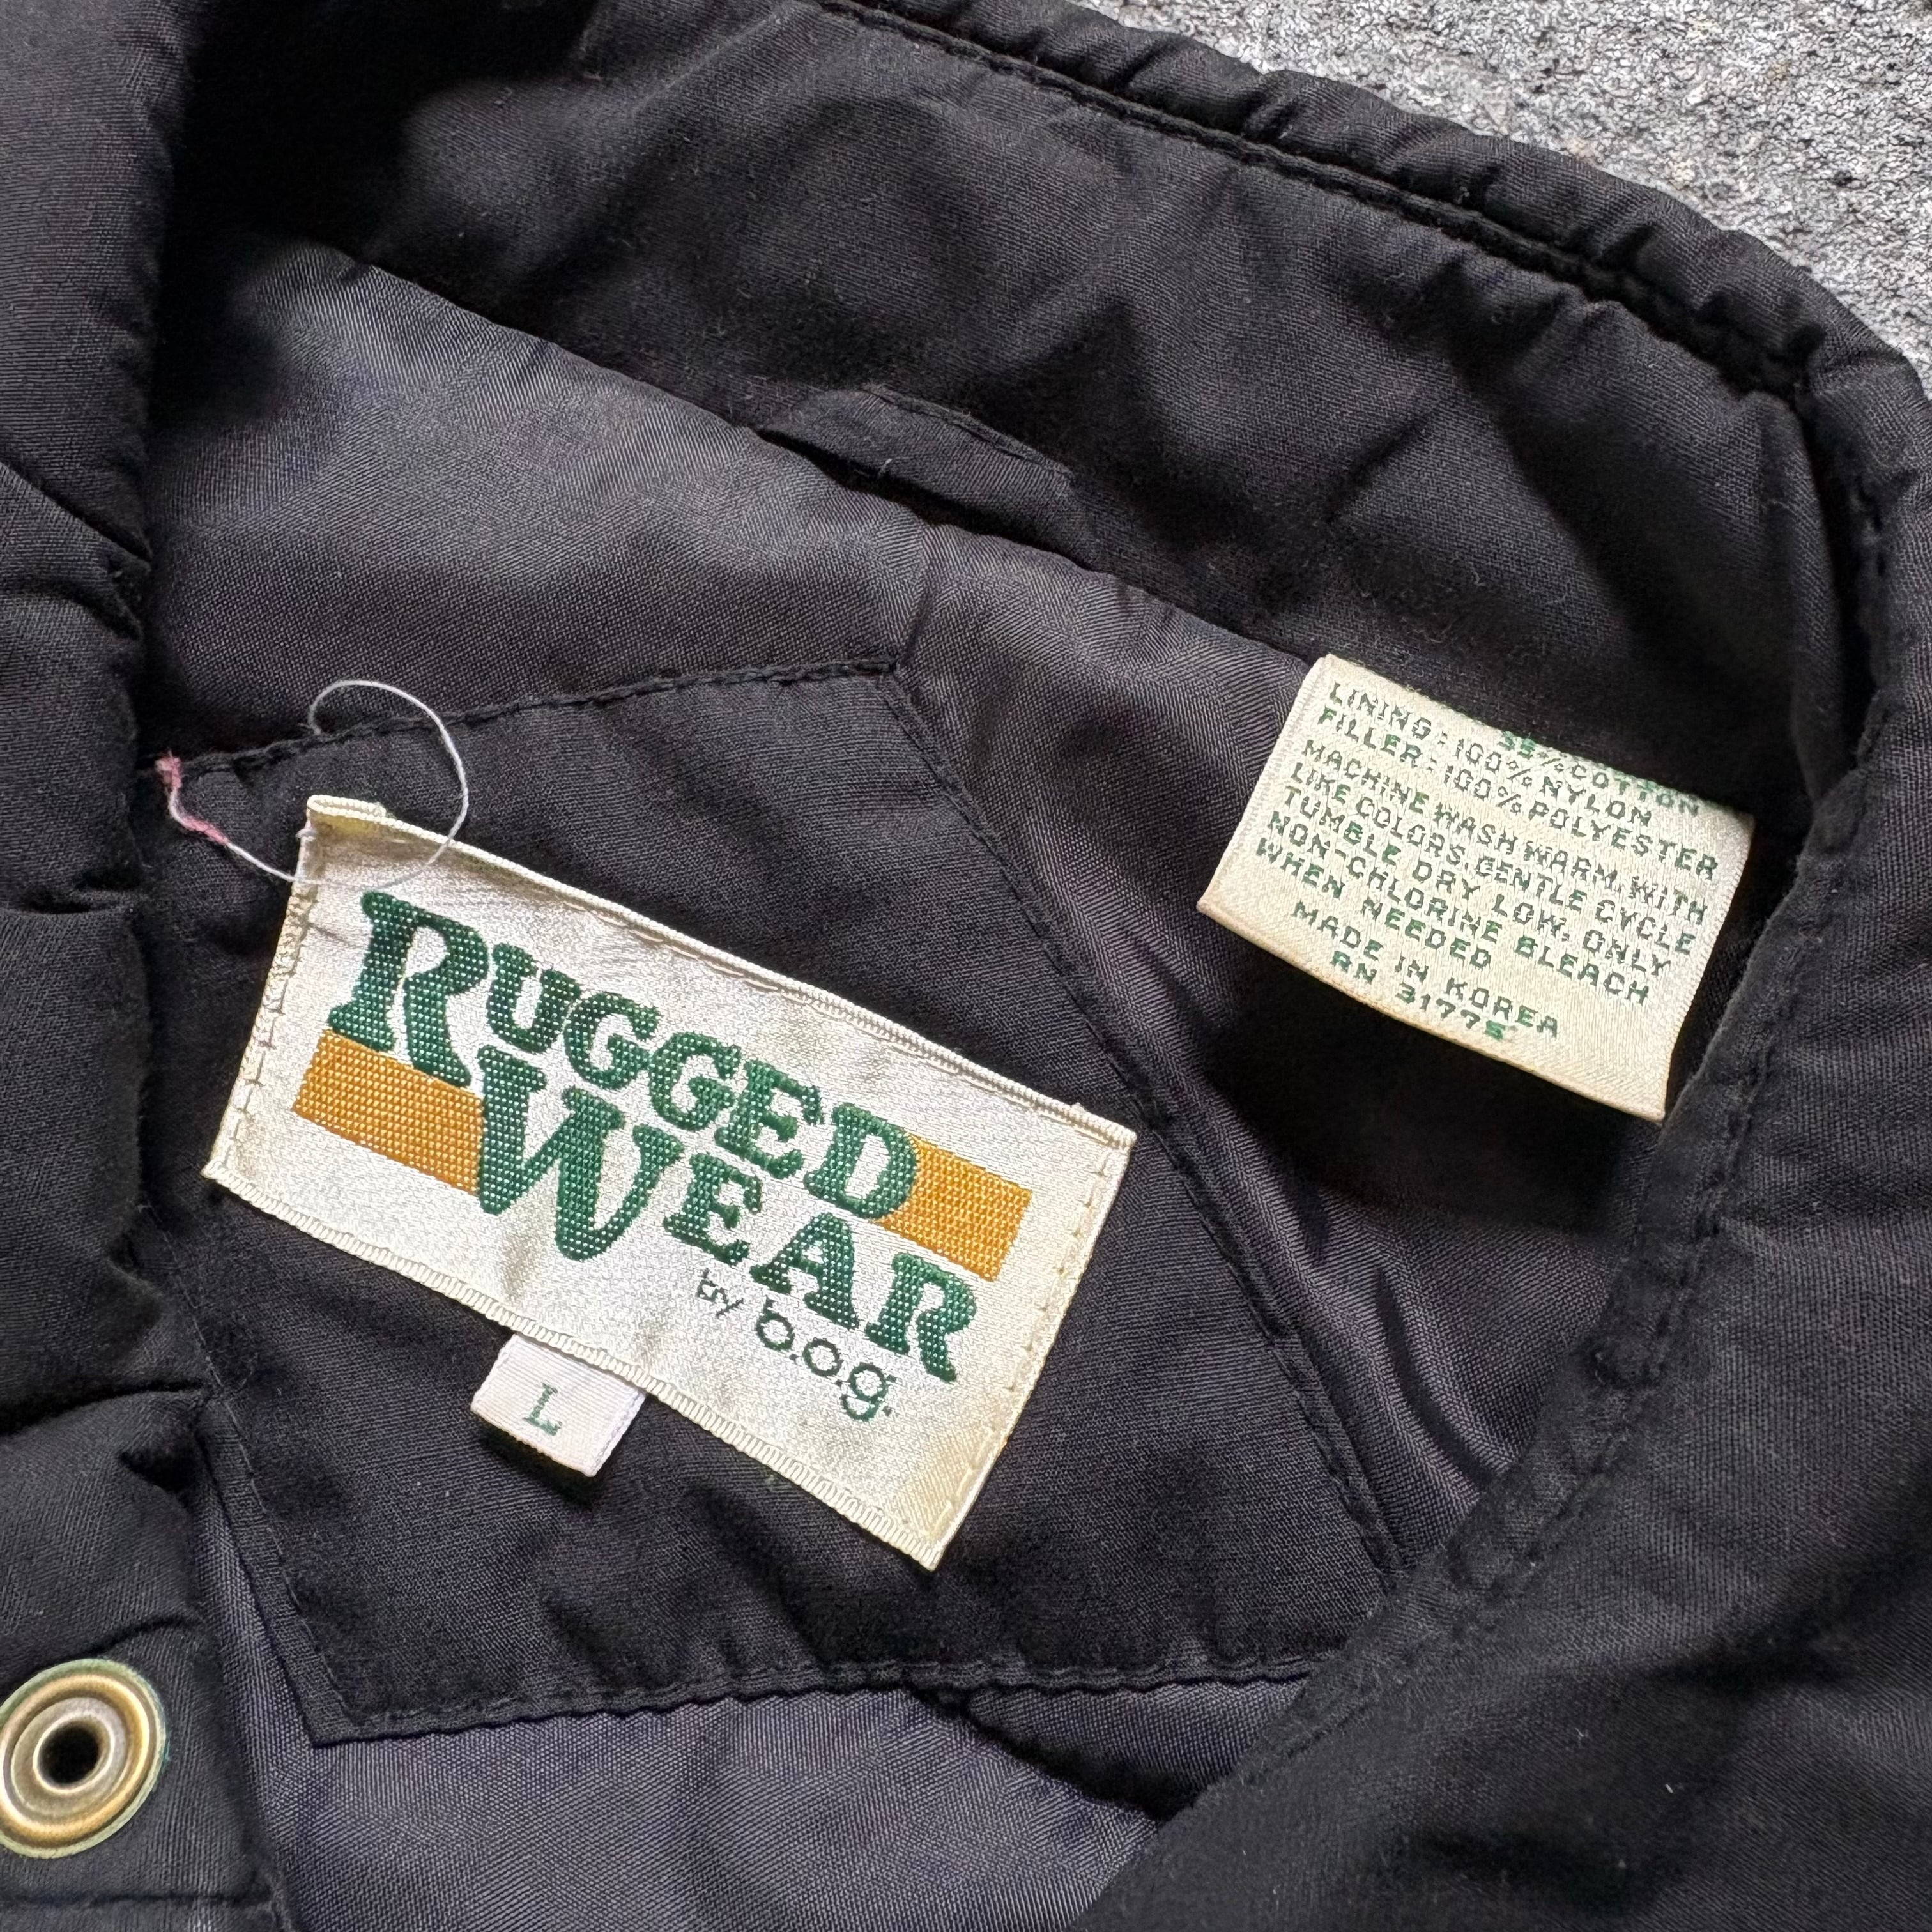 RUGGED
WEAR
by b.o.g.
L
35% COTTON
LINING: 100% NYLON
FILLER: 100% POLYESTER
MACHINE WASH WARM, WITH
LIKE COLORS, GENTLE CYCLE
TUMBLE DRY LOW, ONLY
NON-CHLORINE BLEACH
WHEN NEEDED
MADE IN KOREA
RN 31775